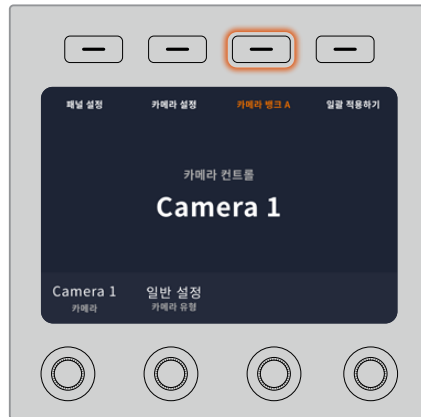 패널 설정 카메라 설정 카메라 뱅크 A 일괄 적용하기
카메라 컨트롤
Camera 1
Camera 1 일반 설정
카메라 카메라 유형